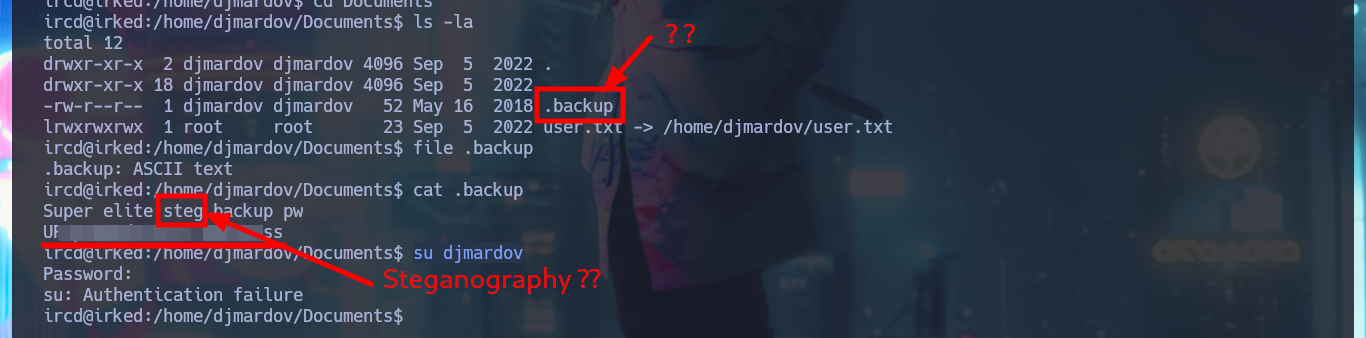 ircd@irked:/home/djmardov$ cd Documents
ircd@irked:/home/djmardov/Documents$ ls -la
total 12
drwxr-xr-x  2 djmardov djmardov 4096 Sep  5  2022 .
drwxr-xr-x 18 djmardov djmardov 4096 Sep  5  2022
-rw-r--r--  1 djmardov djmardov   52 May 16  2018 .backup
lrwxrwxrwx  1 root     root       23 Sep  5  2022 user.txt -> /home/djmardov/user.txt
ircd@irked:/home/djmardov/Documents$ file .backup
.backup: ASCII text
ircd@irked:/home/djmardov/Documents$ cat .backup
Super elite steg backup pw
ircd@irked:/home/djmardov/Documents$ su djmardov
Password:
su: Authentication failure
ircd@irked:/home/djmardov/Documents$
??
Steganography ??